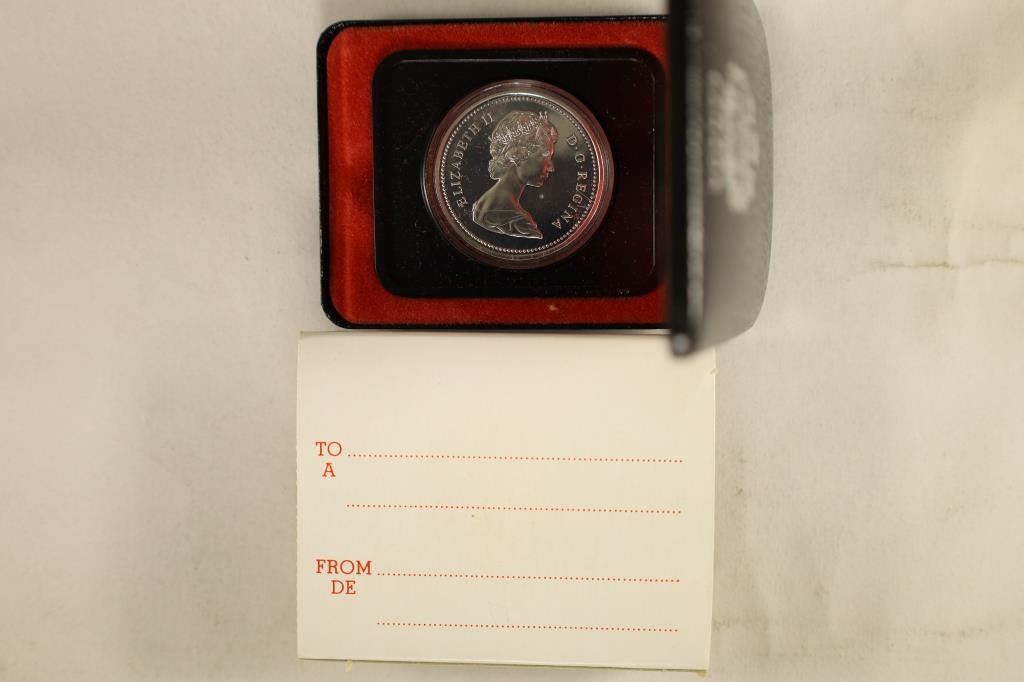 ELIZABETH II D·G·REGINA
TO
A
FROM
DE